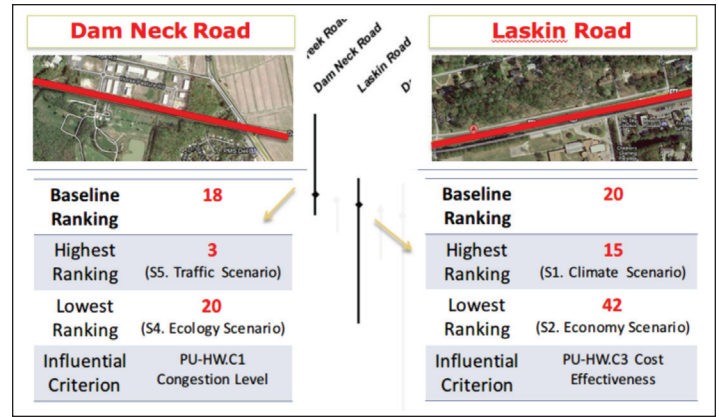 Dam Neck Road
Laskin Road
reek Road
Dam Neck Road
Laskin Road
Baseline
Ranking
18
Highest
Ranking
3
(S5. Traffic Scenario)
Lowest
Ranking
20
(S4. Ecology Scenario)
Influential
Criterion
PU-HW.C1
Congestion Level
Baseline
Ranking
20
Highest
Ranking
15
(S1. Climate Scenario)
Lowest
Ranking
42
(S2. Economy Scenario)
Influential
Criterion
PU-HW.C3 Cost
Effectiveness